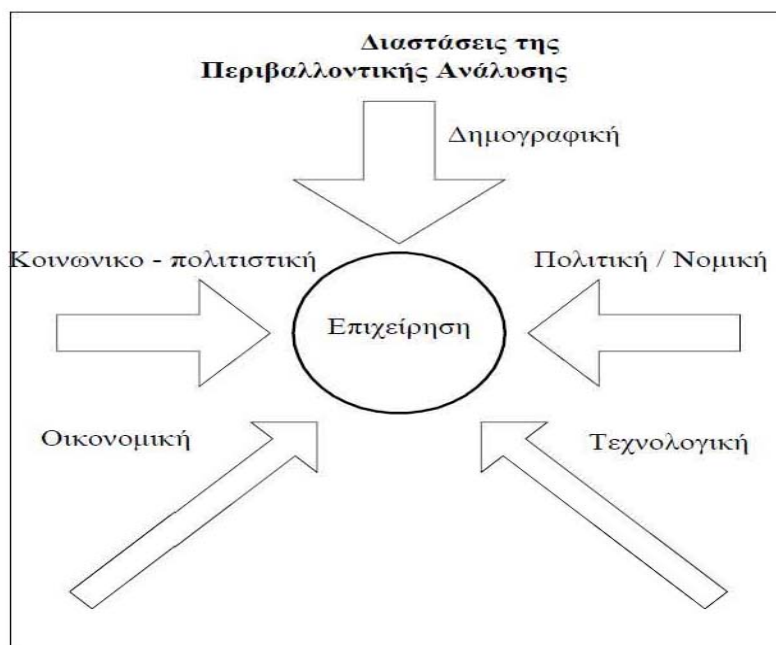 Διαστάσεις της
Περιβαλλοντικής Ανάλυσης
Δημογραφική
Κοινωνικο - πολιτιστική
Πολιτική / Νομική
Επιχείρηση
Οικονομική
Τεχνολογική